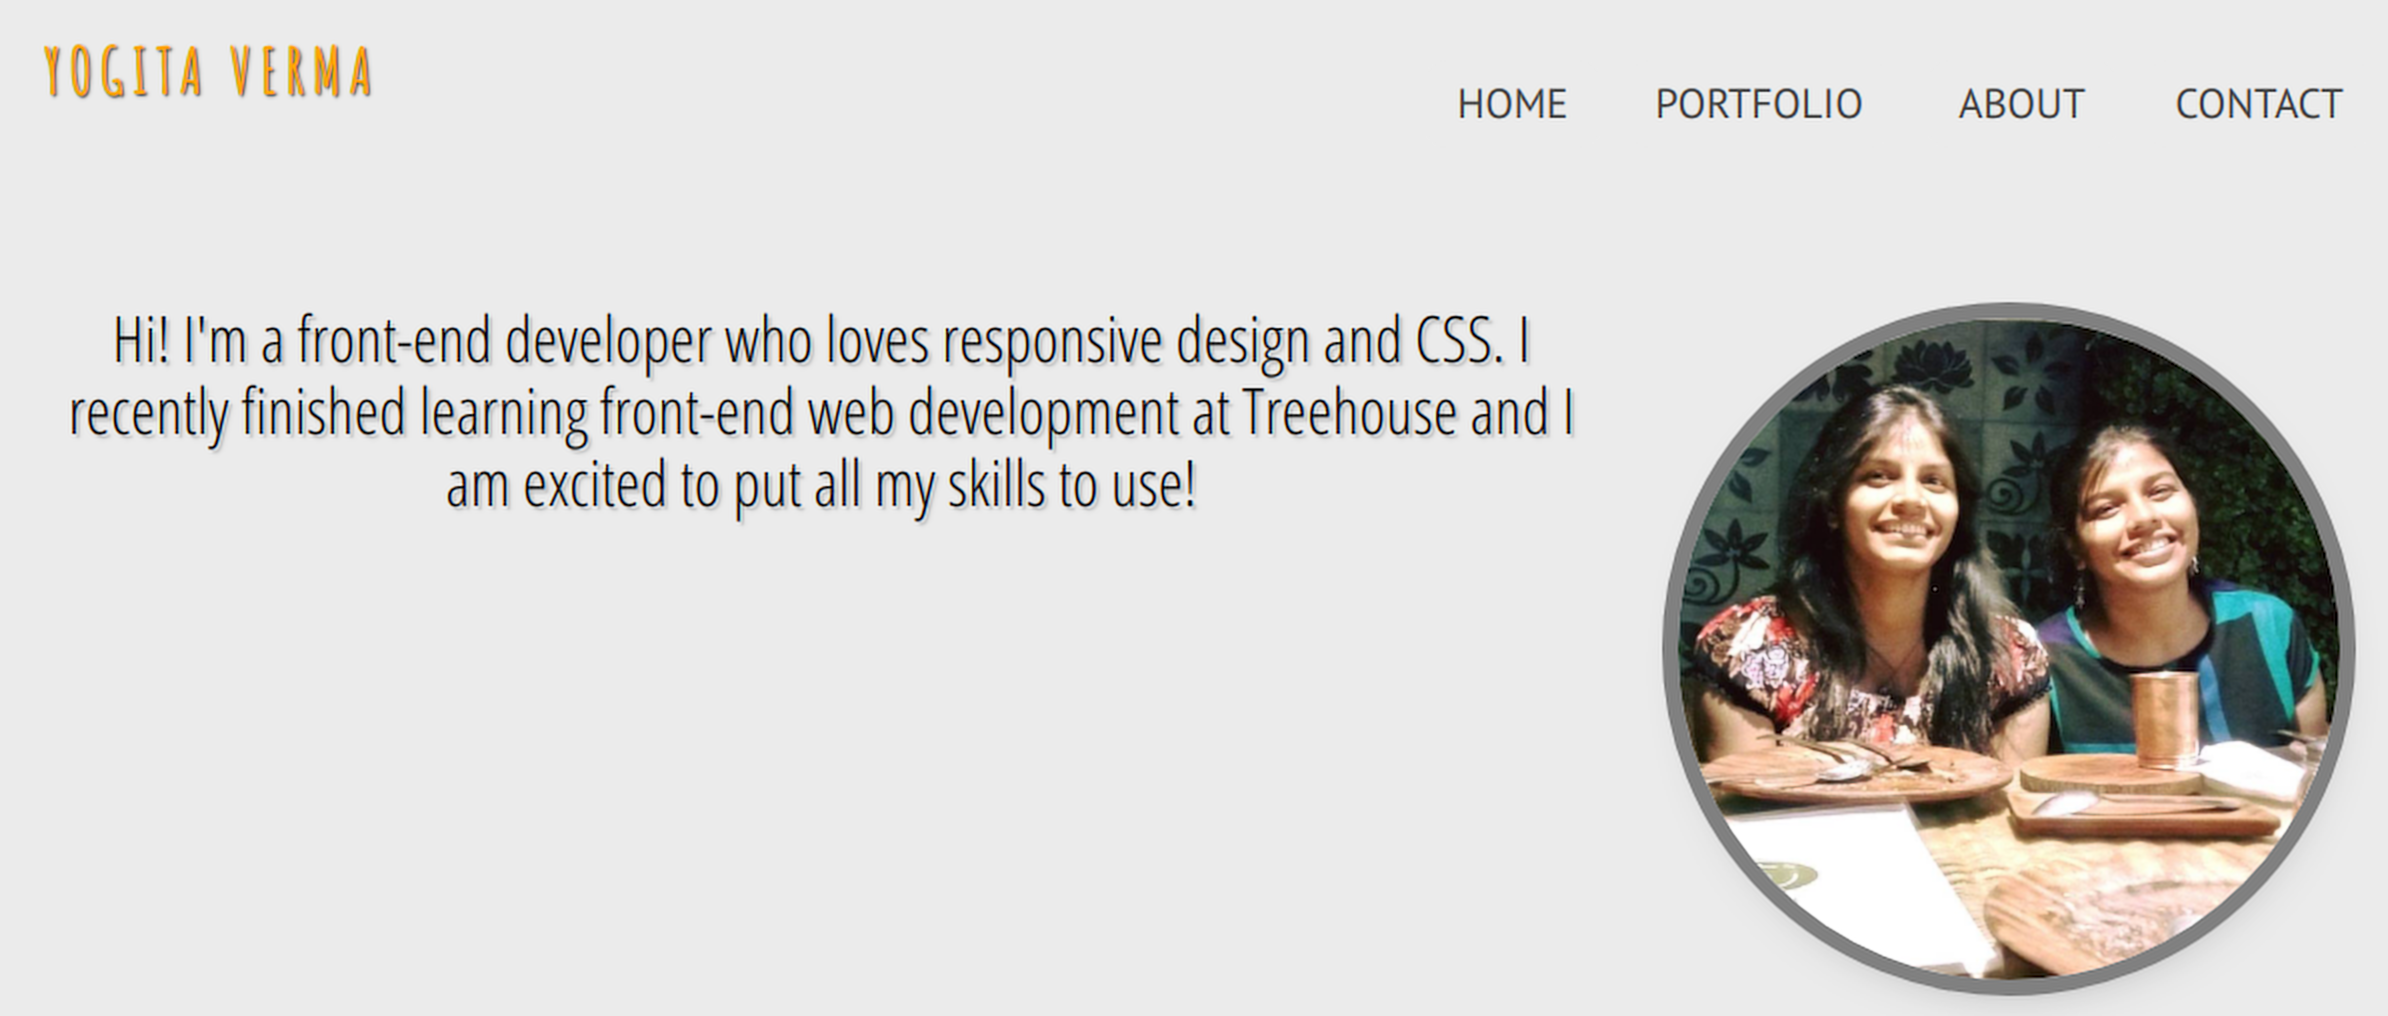 YOGITA VERMA
HOME PORTFOLIO ABOUT CONTACT
Hi! I'm a front-end developer who loves responsive design and CSS. I
recently finished learning front-end web development at Treehouse and I
am excited to put all my skills to use!